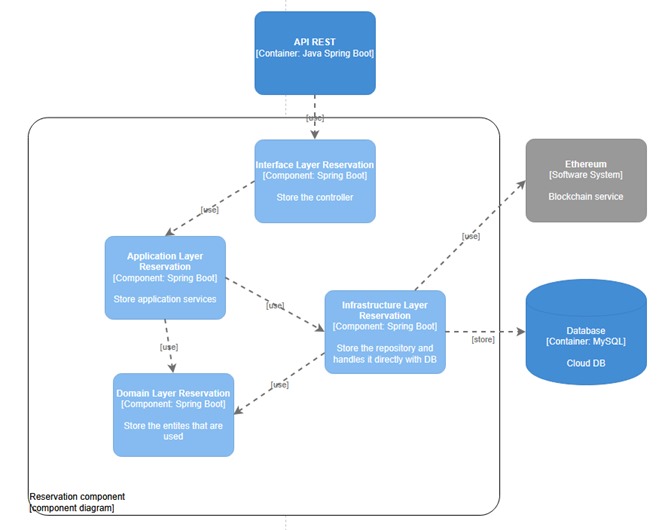 API REST
[Container: Java Spring Boot]
[use]
Interface Layer Reservation
[Component: Spring Boot]
Store the controller
Ethereum
[Software System]
Blockchain service
[use]
[use]
Application Layer
Reservation
[Component: Spring Boot]
Store application services
[use]
Infrastructure Layer
Reservation
[Component: Spring Boot]
Store the repository and
handles it directly with DB
[store]
Database
[Container: MySQL]
Cloud DB
[use]
[use]
Domain Layer Reservation
[Component: Spring Boot]
Store the entites that are
used
Reservation component
[component diagram]